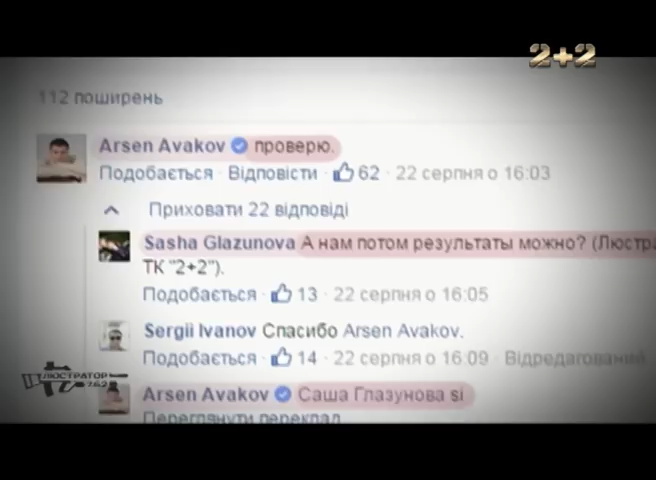 2+2
112 поширень
Arsen Avakov проверю.
Подобається · Відповісти · 62 · 22 серпня о 16:03
Приховати 22 відповіді
Sasha Glazunova А нам потом результаты можно? (Люстра
ТК "2+2").
Подобається · 13 · 22 серпня о 16:05
Sergii Ivanov Спасибо Arsen Avakov.
Подобається · 14 · 22 серпня о 16:09 · Відредагований
ЛЮСТРАТОР
7.62
Arsen Avakov Саша Глазунова si
Переглянути переклад